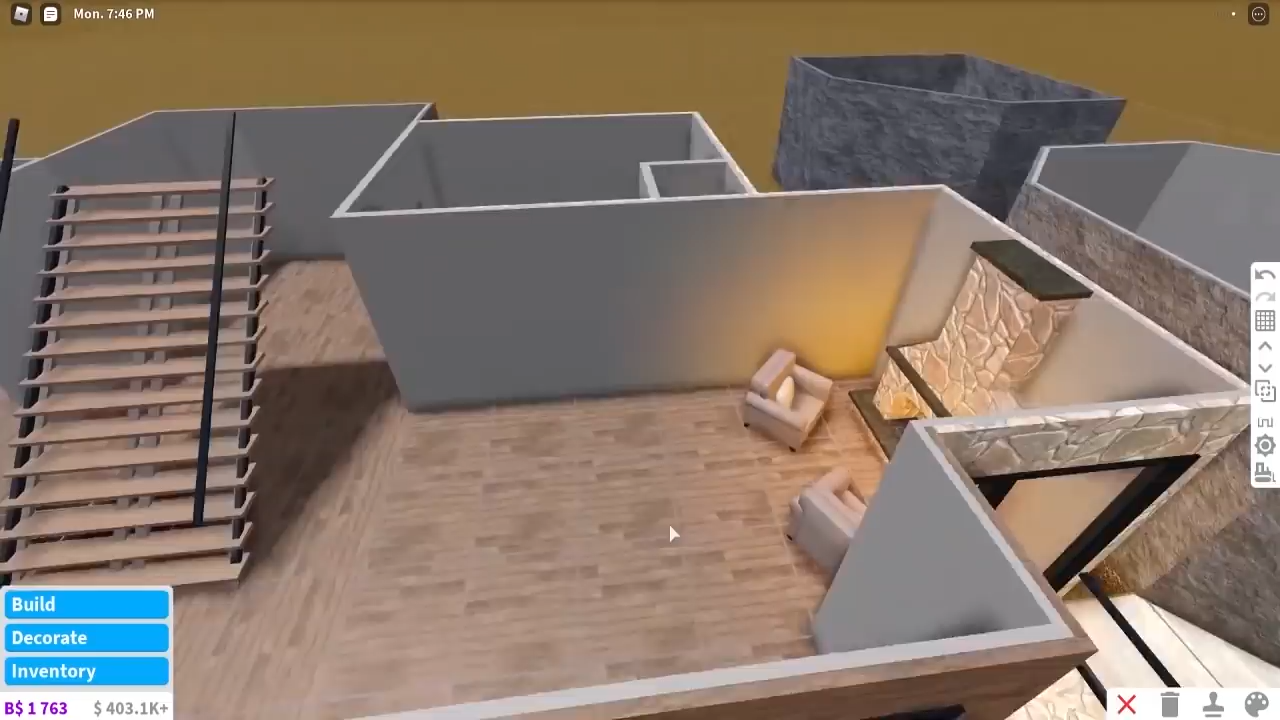 Mon. 7:46 PM
Build
Decorate
Inventory
B$ 1 763 $ 403.1K+